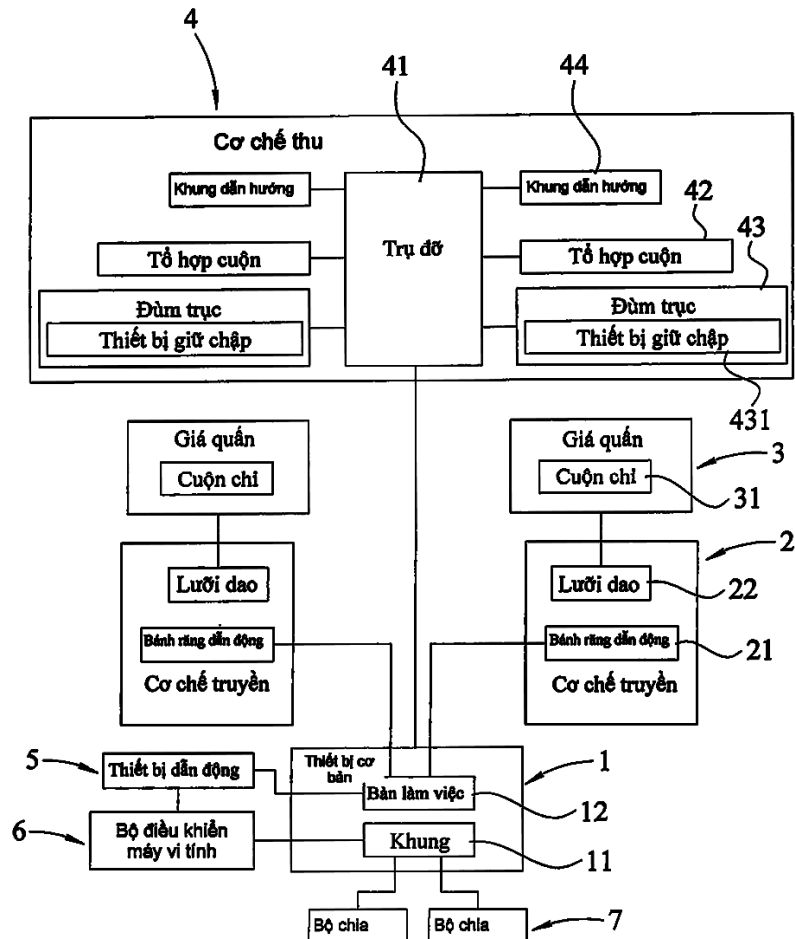 4
41
44
Cơ chế thu
Khung dẫn hướng
Khung dẫn hướng
42
43
Tổ hợp cuộn
Trụ đỡ
Tổ hợp cuộn
Đùm trục
Đùm trục
Thiết bị giữ chập
Thiết bị giữ chập
431
Giá quấn
Giá quấn
3
Cuộn chỉ
Cuộn chỉ
31
2
Lưỡi dao
Lưỡi dao
22
Bánh răng dẫn động
Bánh răng dẫn động
21
Cơ chế truyền
Cơ chế truyền
5
Thiết bị dẫn động
Thiết bị cơ
bản
1
Bàn làm việc
12
6
Bộ điều khiển
máy vi tính
Khung
11
Bộ chia
Bộ chia
7